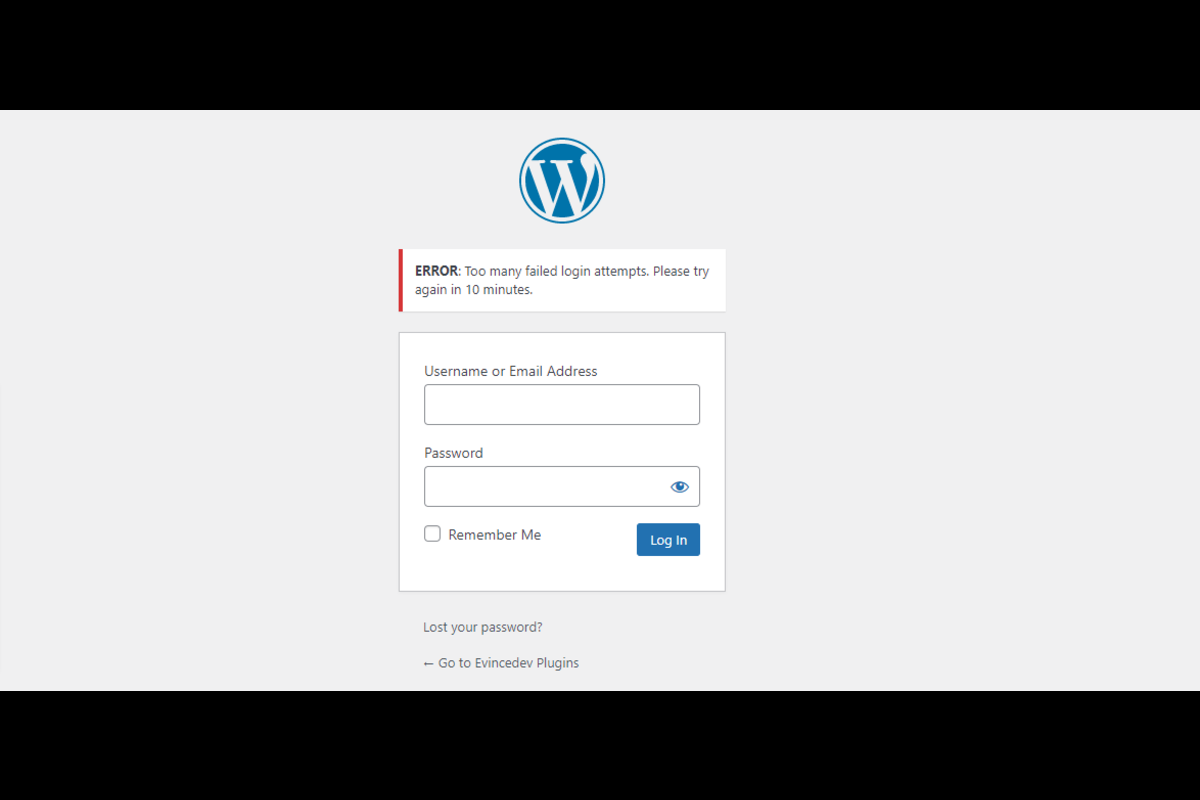 ERROR: Too many failed login attempts. Please try
again in 10 minutes.
Username or Email Address
Password
Remember Me
Log In
Lost your password?
← Go to Evincedev Plugins